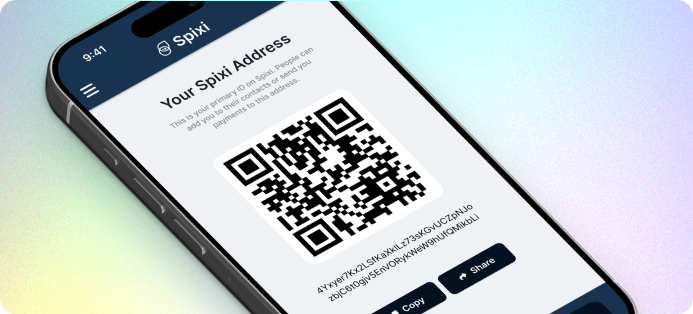 9:41
Spixi
Your Spixi Address
This is your primary ID on Spixi. People can
add you to their contacts or send you
payments to this address.
4Yxyer7Kx2LSfKaXkILz73sKGvUCZpNJo
zbjC6t0gjv5EnVORykWeW9hUfQMikbLi
Copy
Share